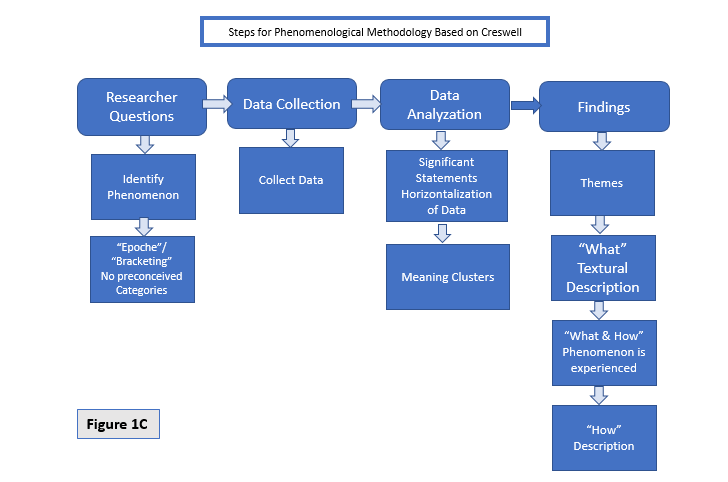 Steps for Phenomenological Methodology Based on Creswell
Researcher
Questions
Data Collection
Data
Analyzation
Findings
Identify
Phenomenon
Collect Data
Significant
Statements
Horizontalization
of Data
Themes
“Epoche”/
“Bracketing”
No preconceived
Categories
Meaning Clusters
“What”
Textural
Description
“What & How”
Phenomenon is
experienced
“How”
Description
Figure 1C